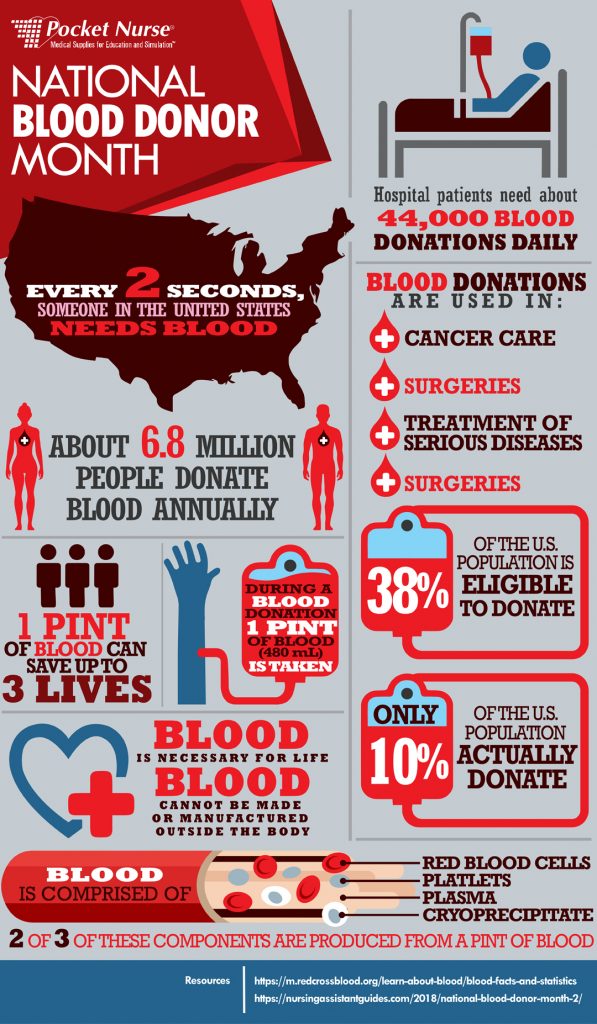 Pocket Nurse®
Medical Supplies for Education and Simulation™
NATIONAL
BLOOD DONOR
MONTH
EVERY 2 SECONDS,
SOMEONE IN THE UNITED STATES
NEEDS BLOOD
ABOUT 6.8 MILLION
PEOPLE DONATE
BLOOD ANNUALLY
1 PINT
OF BLOOD CAN
SAVE UP TO
3 LIVES
DURING A
BLOOD
DONATION
1 PINT
OF BLOOD
(480 mL)
IS TAKEN
BLOOD
IS NECESSARY FOR LIFE
BLOOD
CANNOT BE MADE
OR MANUFACTURED
OUTSIDE THE BODY
Hospital patients need about
44,000 BLOOD
DONATIONS DAILY
BLOOD DONATIONS
ARE USED IN:
CANCER CARE
SURGERIES
TREATMENT OF
SERIOUS DISEASES
SURGERIES
38%
OF THE U.S.
POPULATION IS
ELIGIBLE
TO DONATE
ONLY
10%
OF THE U.S.
POPULATION
ACTUALLY
DONATE
BLOOD
IS COMPRISED OF
RED BLOOD CELLS
PLATLETS
PLASMA
CRYOPRECIPITATE
2 OF 3 OF THESE COMPONENTS ARE PRODUCED FROM A PINT OF BLOOD
Resources
https://m.redcrossblood.org/learn-about-blood/blood-facts-and-statistics
https://nursingassistantguides.com/2018/national-blood-donor-month-2/